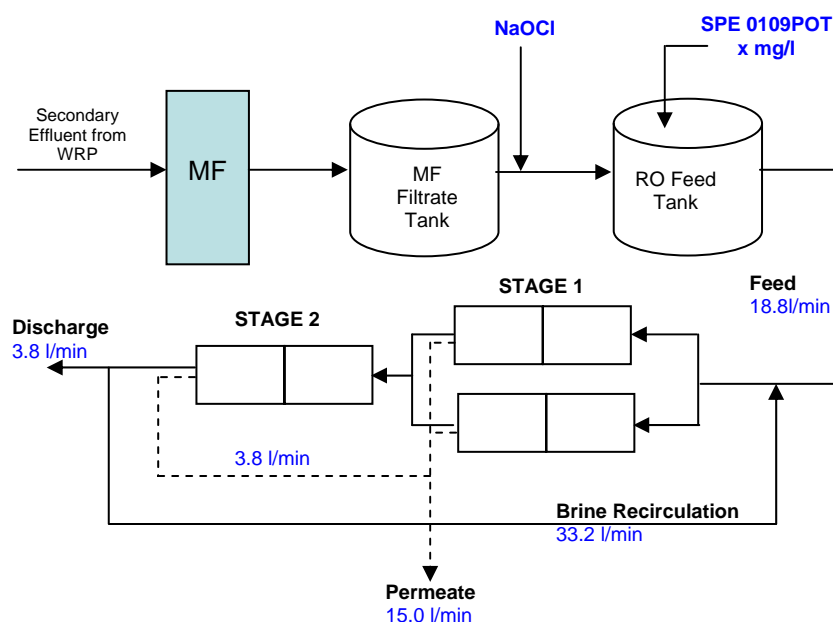 NaOCl
SPE 0109POT
x mg/l
Secondary
Effluent from
WRP
MF
MF
Filtrate
Tank
RO Feed
Tank
Feed
18.8l/min
STAGE 1
STAGE 2
Discharge
3.8 l/min
3.8 l/min
Brine Recirculation
33.2 l/min
Permeate
15.0 l/min